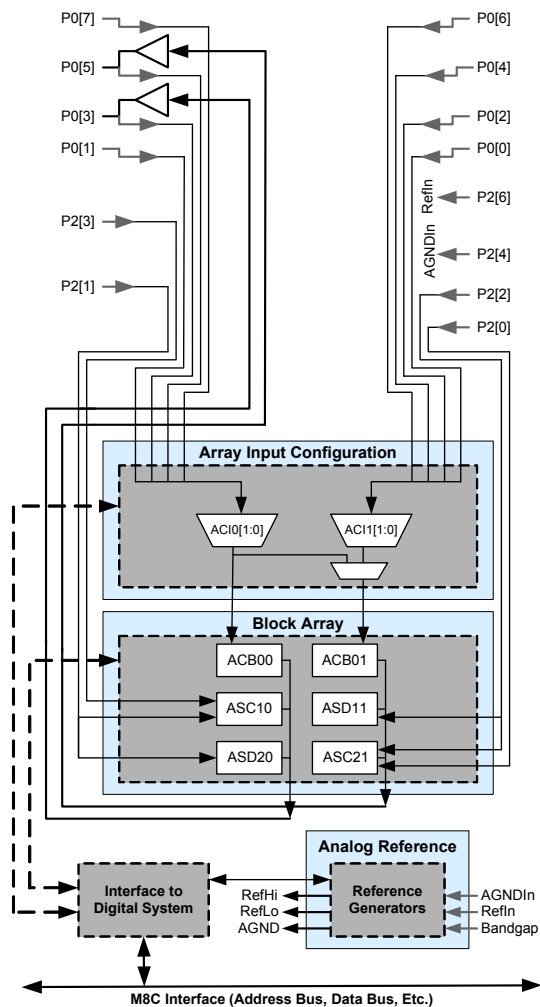 P0[7]
P0[5]
P0[3]
P0[1]
P2[3]
P2[1]
P0[6]
P0[4]
P0[2]
P0[0]
P2[6]
P2[4]
P2[2]
P2[0]
RefIn
AGNDIn
Array Input Configuration
ACI0[1:0]
ACI1[1:0]
Block Array
ACB00
ACB01
ASC10
ASD11
ASD20
ASC21
Analog Reference
Interface to
Digital System
RefHi
RefLo
AGND
Reference
Generators
AGNDIn
RefIn
Bandgap
M8C Interface (Address Bus, Data Bus, Etc.)